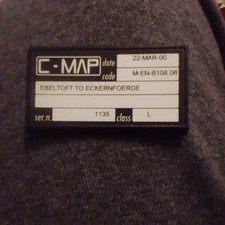 C-MAP date 22-MAR-00
code M-EN-B108.06
EBELTOFT TO ECKERNFOERDE
ser.n. 1135 class L